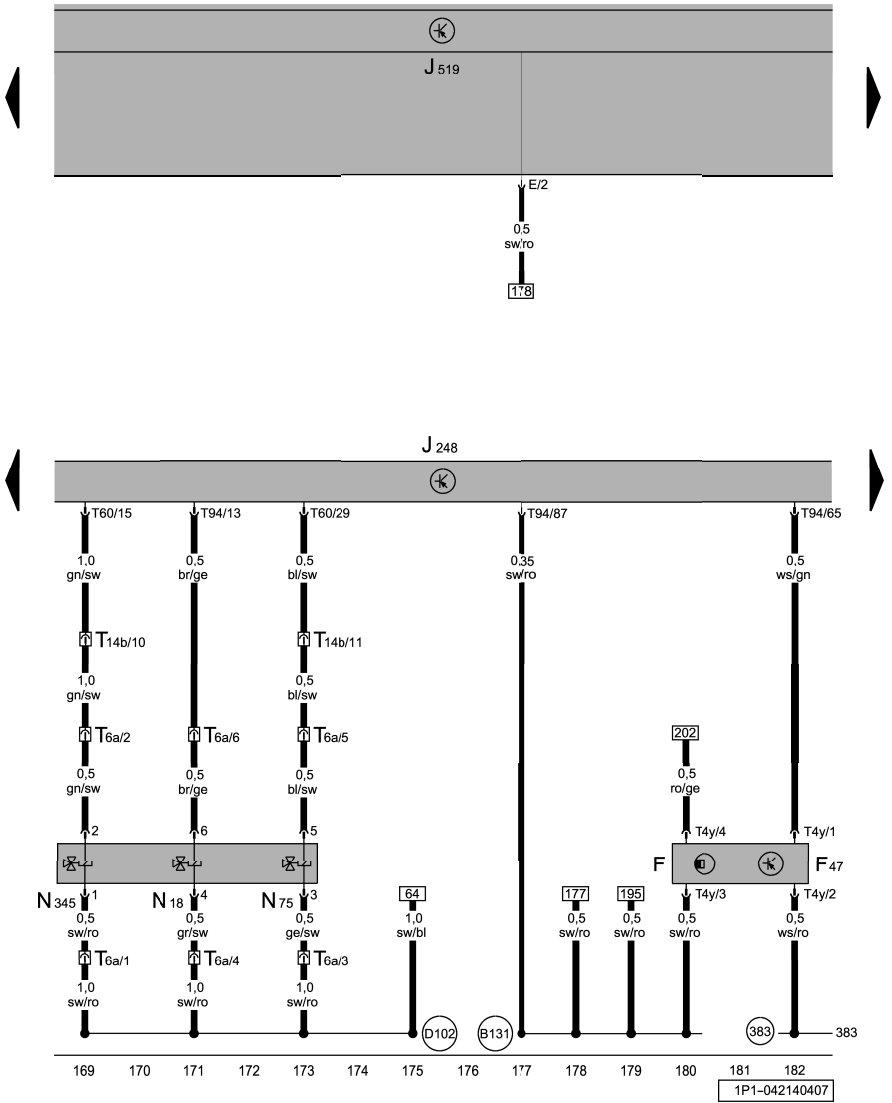 J 519
E/2
0,5
sw/ro
178
J 248
T60/15 T94/13 T60/29 T94/87 T94/65
1,0 0,5 0,5 0,35 0,5
gn/sw br/ge bl/sw sw/ro ws/gn
T14b/10 T14b/11
1,0 0,5
gn/sw bl/sw
T6a/2 T6a/6 T6a/5 202
0,5 0,5 0,5 0,5
gn/sw br/ge bl/sw ro/ge
2 6 5 T4y/4 T4y/1
F F47
N345 1 N18 4 N75 3 64 177 195 T4y/3 T4y/2
0,5 0,5 0,5 1,0 0,5 0,5 0,5 0,5
sw/ro gr/sw ge/sw sw/bl sw/ro sw/ro sw/ro ws/ro
T6a/1 T6a/4 T6a/3
1,0 1,0 1,0
sw/ro sw/ro sw/ro
D102 B131 383 383
169 170 171 172 173 174 175 176 177 178 179 180 181 182
1P1-042140407